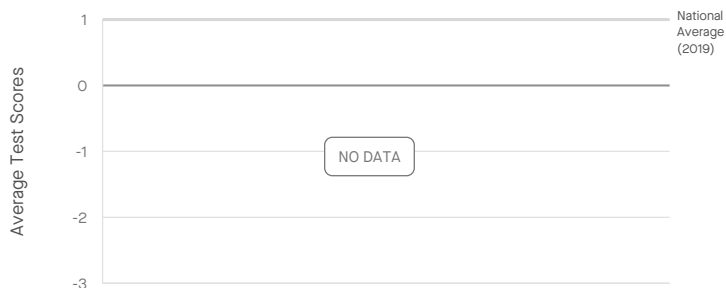 Average Test Scores
1
0
-1
-2
-3
National
Average
(2019)
NO DATA